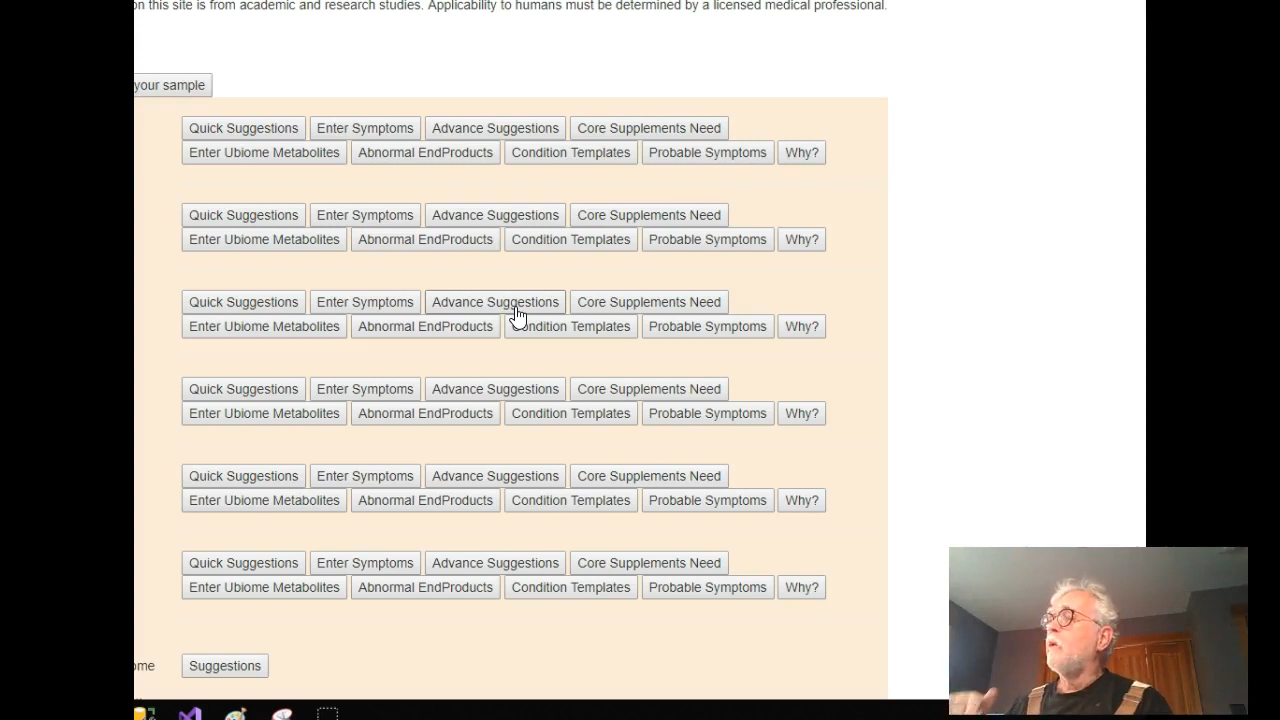 on this site is from academic and research studies. Applicability to humans must be determined by a licensed medical professional.
your sample
Quick Suggestions Enter Symptoms Advance Suggestions Core Supplements Need
Enter Ubiome Metabolites Abnormal EndProducts Condition Templates Probable Symptoms Why?
Quick Suggestions Enter Symptoms Advance Suggestions Core Supplements Need
Enter Ubiome Metabolites Abnormal EndProducts Condition Templates Probable Symptoms Why?
Quick Suggestions Enter Symptoms Advance Suggestions Core Supplements Need
Enter Ubiome Metabolites Abnormal EndProducts Condition Templates Probable Symptoms Why?
Quick Suggestions Enter Symptoms Advance Suggestions Core Supplements Need
Enter Ubiome Metabolites Abnormal EndProducts Condition Templates Probable Symptoms Why?
Quick Suggestions Enter Symptoms Advance Suggestions Core Supplements Need
Enter Ubiome Metabolites Abnormal EndProducts Condition Templates Probable Symptoms Why?
Quick Suggestions Enter Symptoms Advance Suggestions Core Supplements Need
Enter Ubiome Metabolites Abnormal EndProducts Condition Templates Probable Symptoms Why?
ome Suggestions